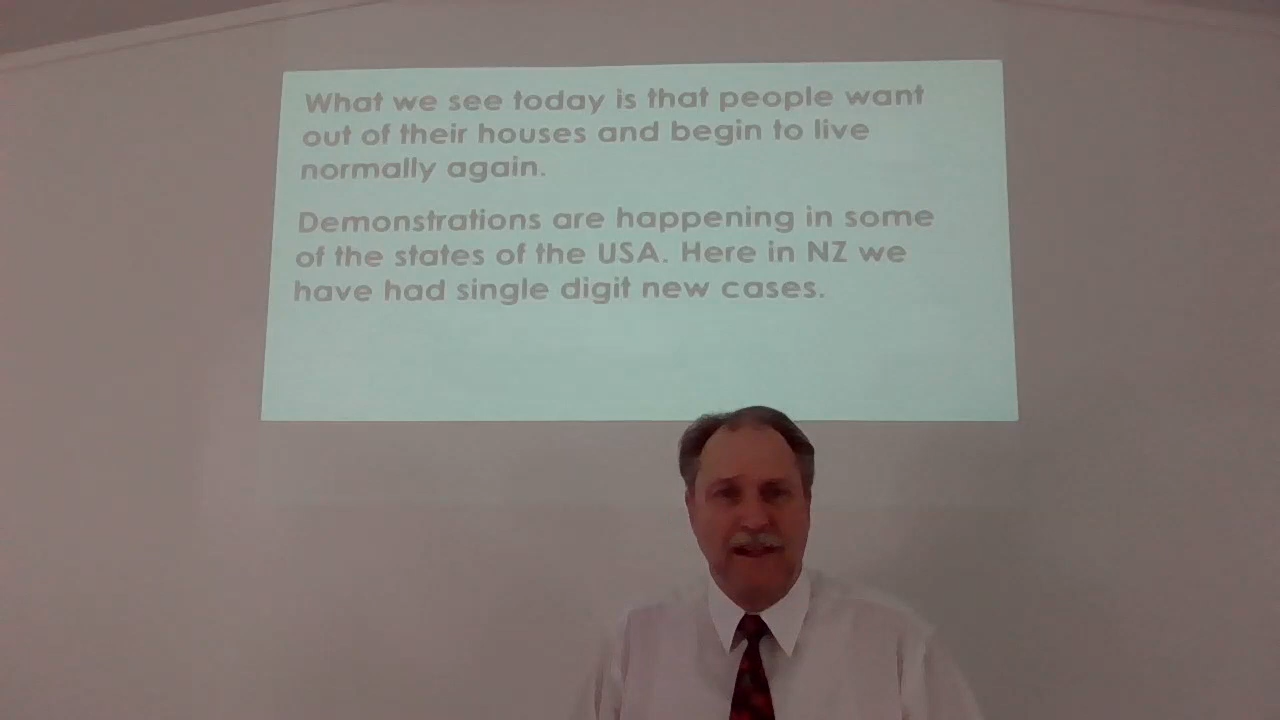 What we see today is that people want
out of their houses and begin to live
normally again.
Demonstrations are happening in some
of the states of the USA. Here in NZ we
have had single digit new cases.